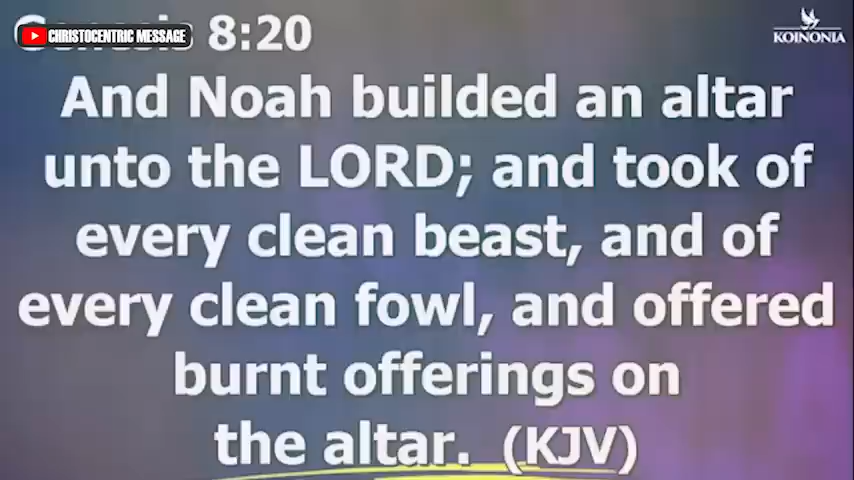 CHRISTOCENTRIC MESSAGE
8:20
KOINONIA
And Noah builded an altar
unto the LORD; and took of
every clean beast, and of
every clean fowl, and offered
burnt offerings on
the altar. (KJV)